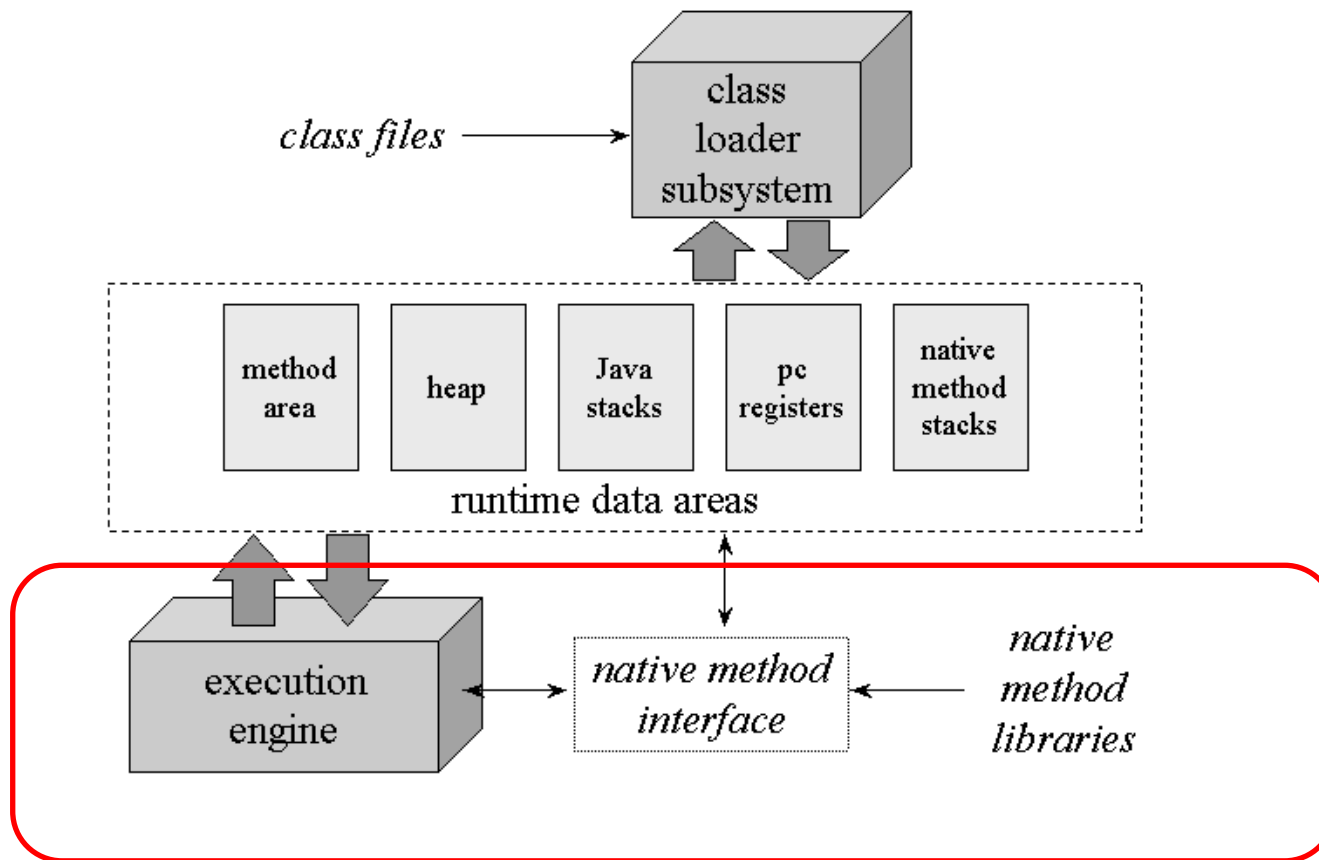 class
loader
subsystem
class files
method
area
heap
Java
stacks
pc
registers
native
method
stacks
runtime data areas
execution
engine
native method
interface
native
method
libraries